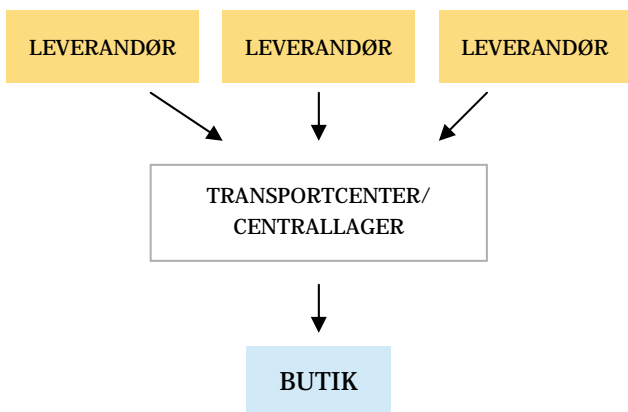 LEVERANDØR
LEVERANDØR
LEVERANDØR
TRANSPORTCENTER/
CENTRALLAGER
BUTIK